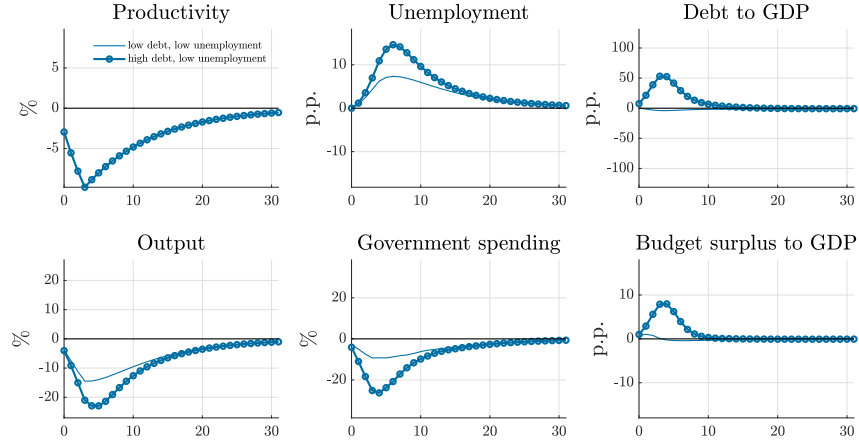 Productivity
Unemployment
Debt to GDP
low debt, low unemployment
high debt, low unemployment
%
5
0
-5
0 10 20 30
p.p.
10
0
-10
0 10 20 30
p.p.
100
50
0
-50
-100
0 10 20 30
Output
Government spending
Budget surplus to GDP
%
20
10
0
-10
-20
0 10 20 30
%
20
0
-20
0 10 20 30
p.p.
10
0
-10
0 10 20 30